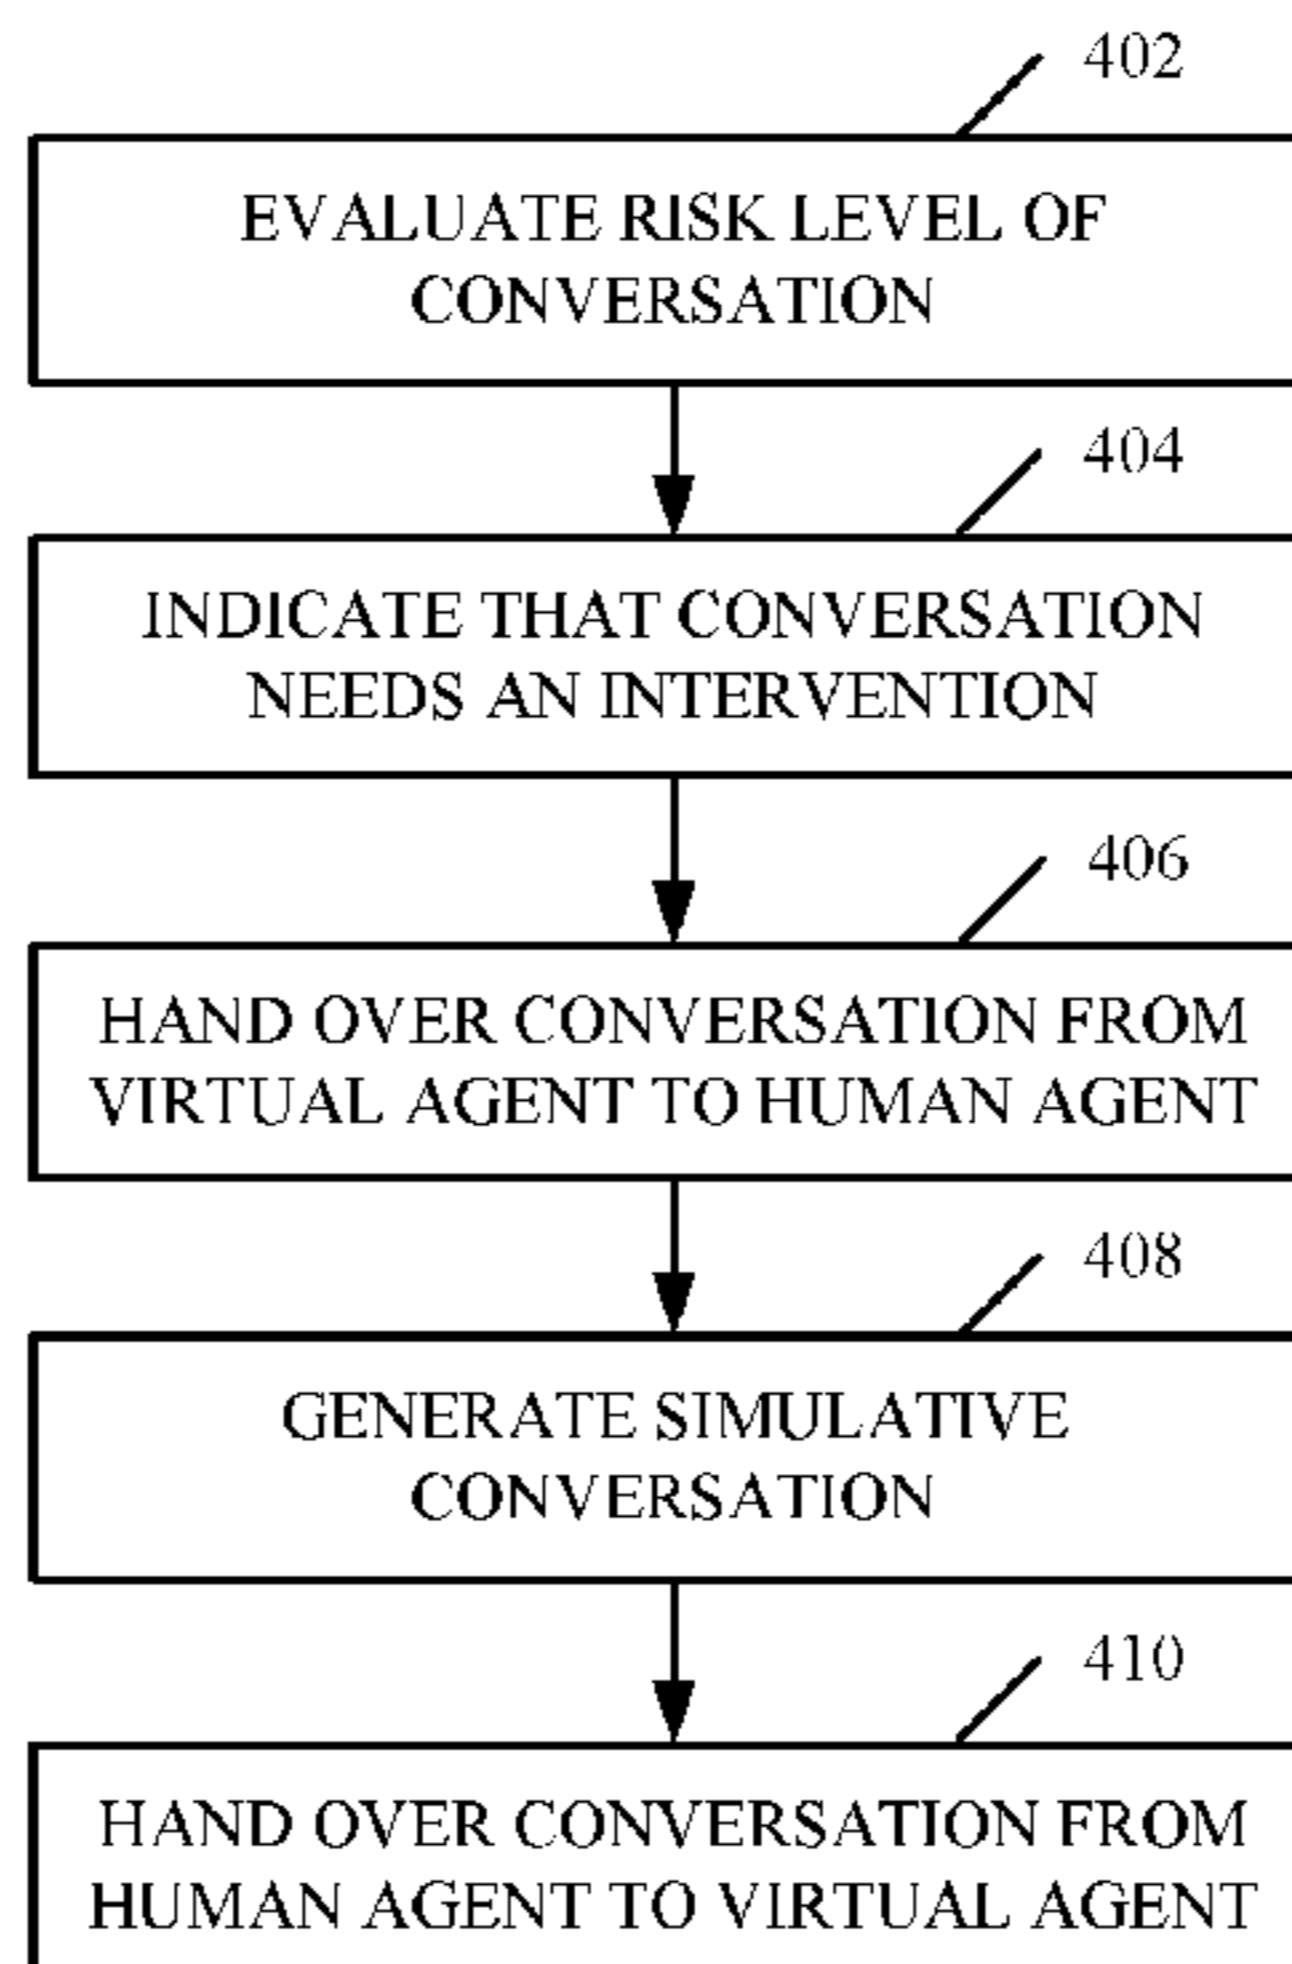 402
EVALUATE RISK LEVEL OF
CONVERSATION
404
INDICATE THAT CONVERSATION
NEEDS AN INTERVENTION
406
HAND OVER CONVERSATION FROM
VIRTUAL AGENT TO HUMAN AGENT
408
GENERATE SIMULATIVE
CONVERSATION
410
HAND OVER CONVERSATION FROM
HUMAN AGENT TO VIRTUAL AGENT